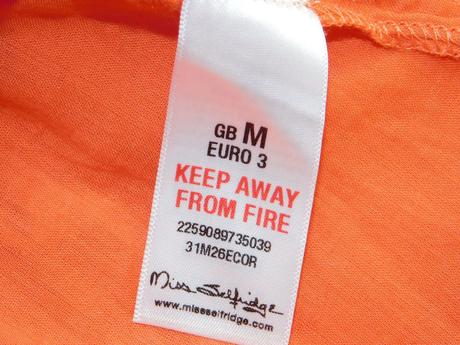 GB M
EURO 3
KEEP AWAY
FROM FIRE
2259089735039
31M26ECOR
Miss Selfridge
www.missselfridge.com